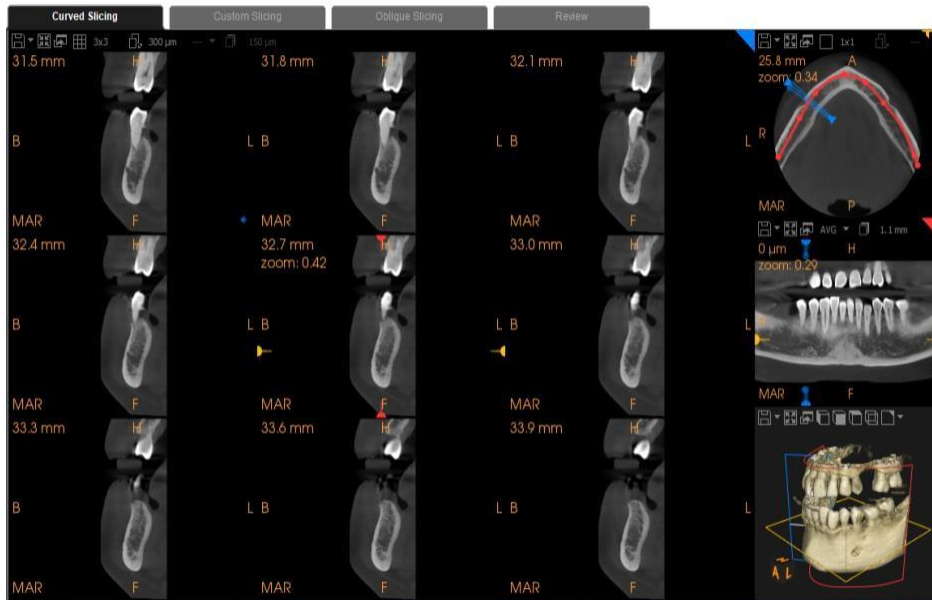 Curved Slicing
Custom Slicing
Oblique Slicing
Review
3x3
300 µm
---
150 µm
31.5 mm
H
B
L
MAR
F
31.8 mm
H
B
L
MAR
F
32.1 mm
H
B
L
MAR
F
32.4 mm
H
B
L
MAR
F
32.7 mm
zoom: 0.42
H
B
L
MAR
F
33.0 mm
H
B
L
MAR
F
33.3 mm
H
B
L
MAR
F
33.6 mm
H
B
L
MAR
F
33.9 mm
H
B
L
MAR
F
1x1
---
25.8 mm
zoom: 0.34
A
R
MAR
P
AVG
1.1 mm
0 µm
zoom: 0.29
H
MAR
F
A L